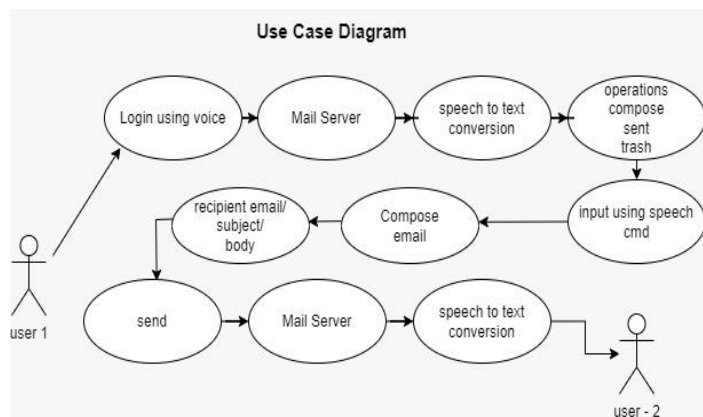 Use Case Diagram
Login using voice
Mail Server
speech to text
conversion
operations
compose
sent
trash
input using speech
cmd
Compose
email
recipient email/
subject/
body
user 1
send
Mail Server
speech to text
conversion
user - 2